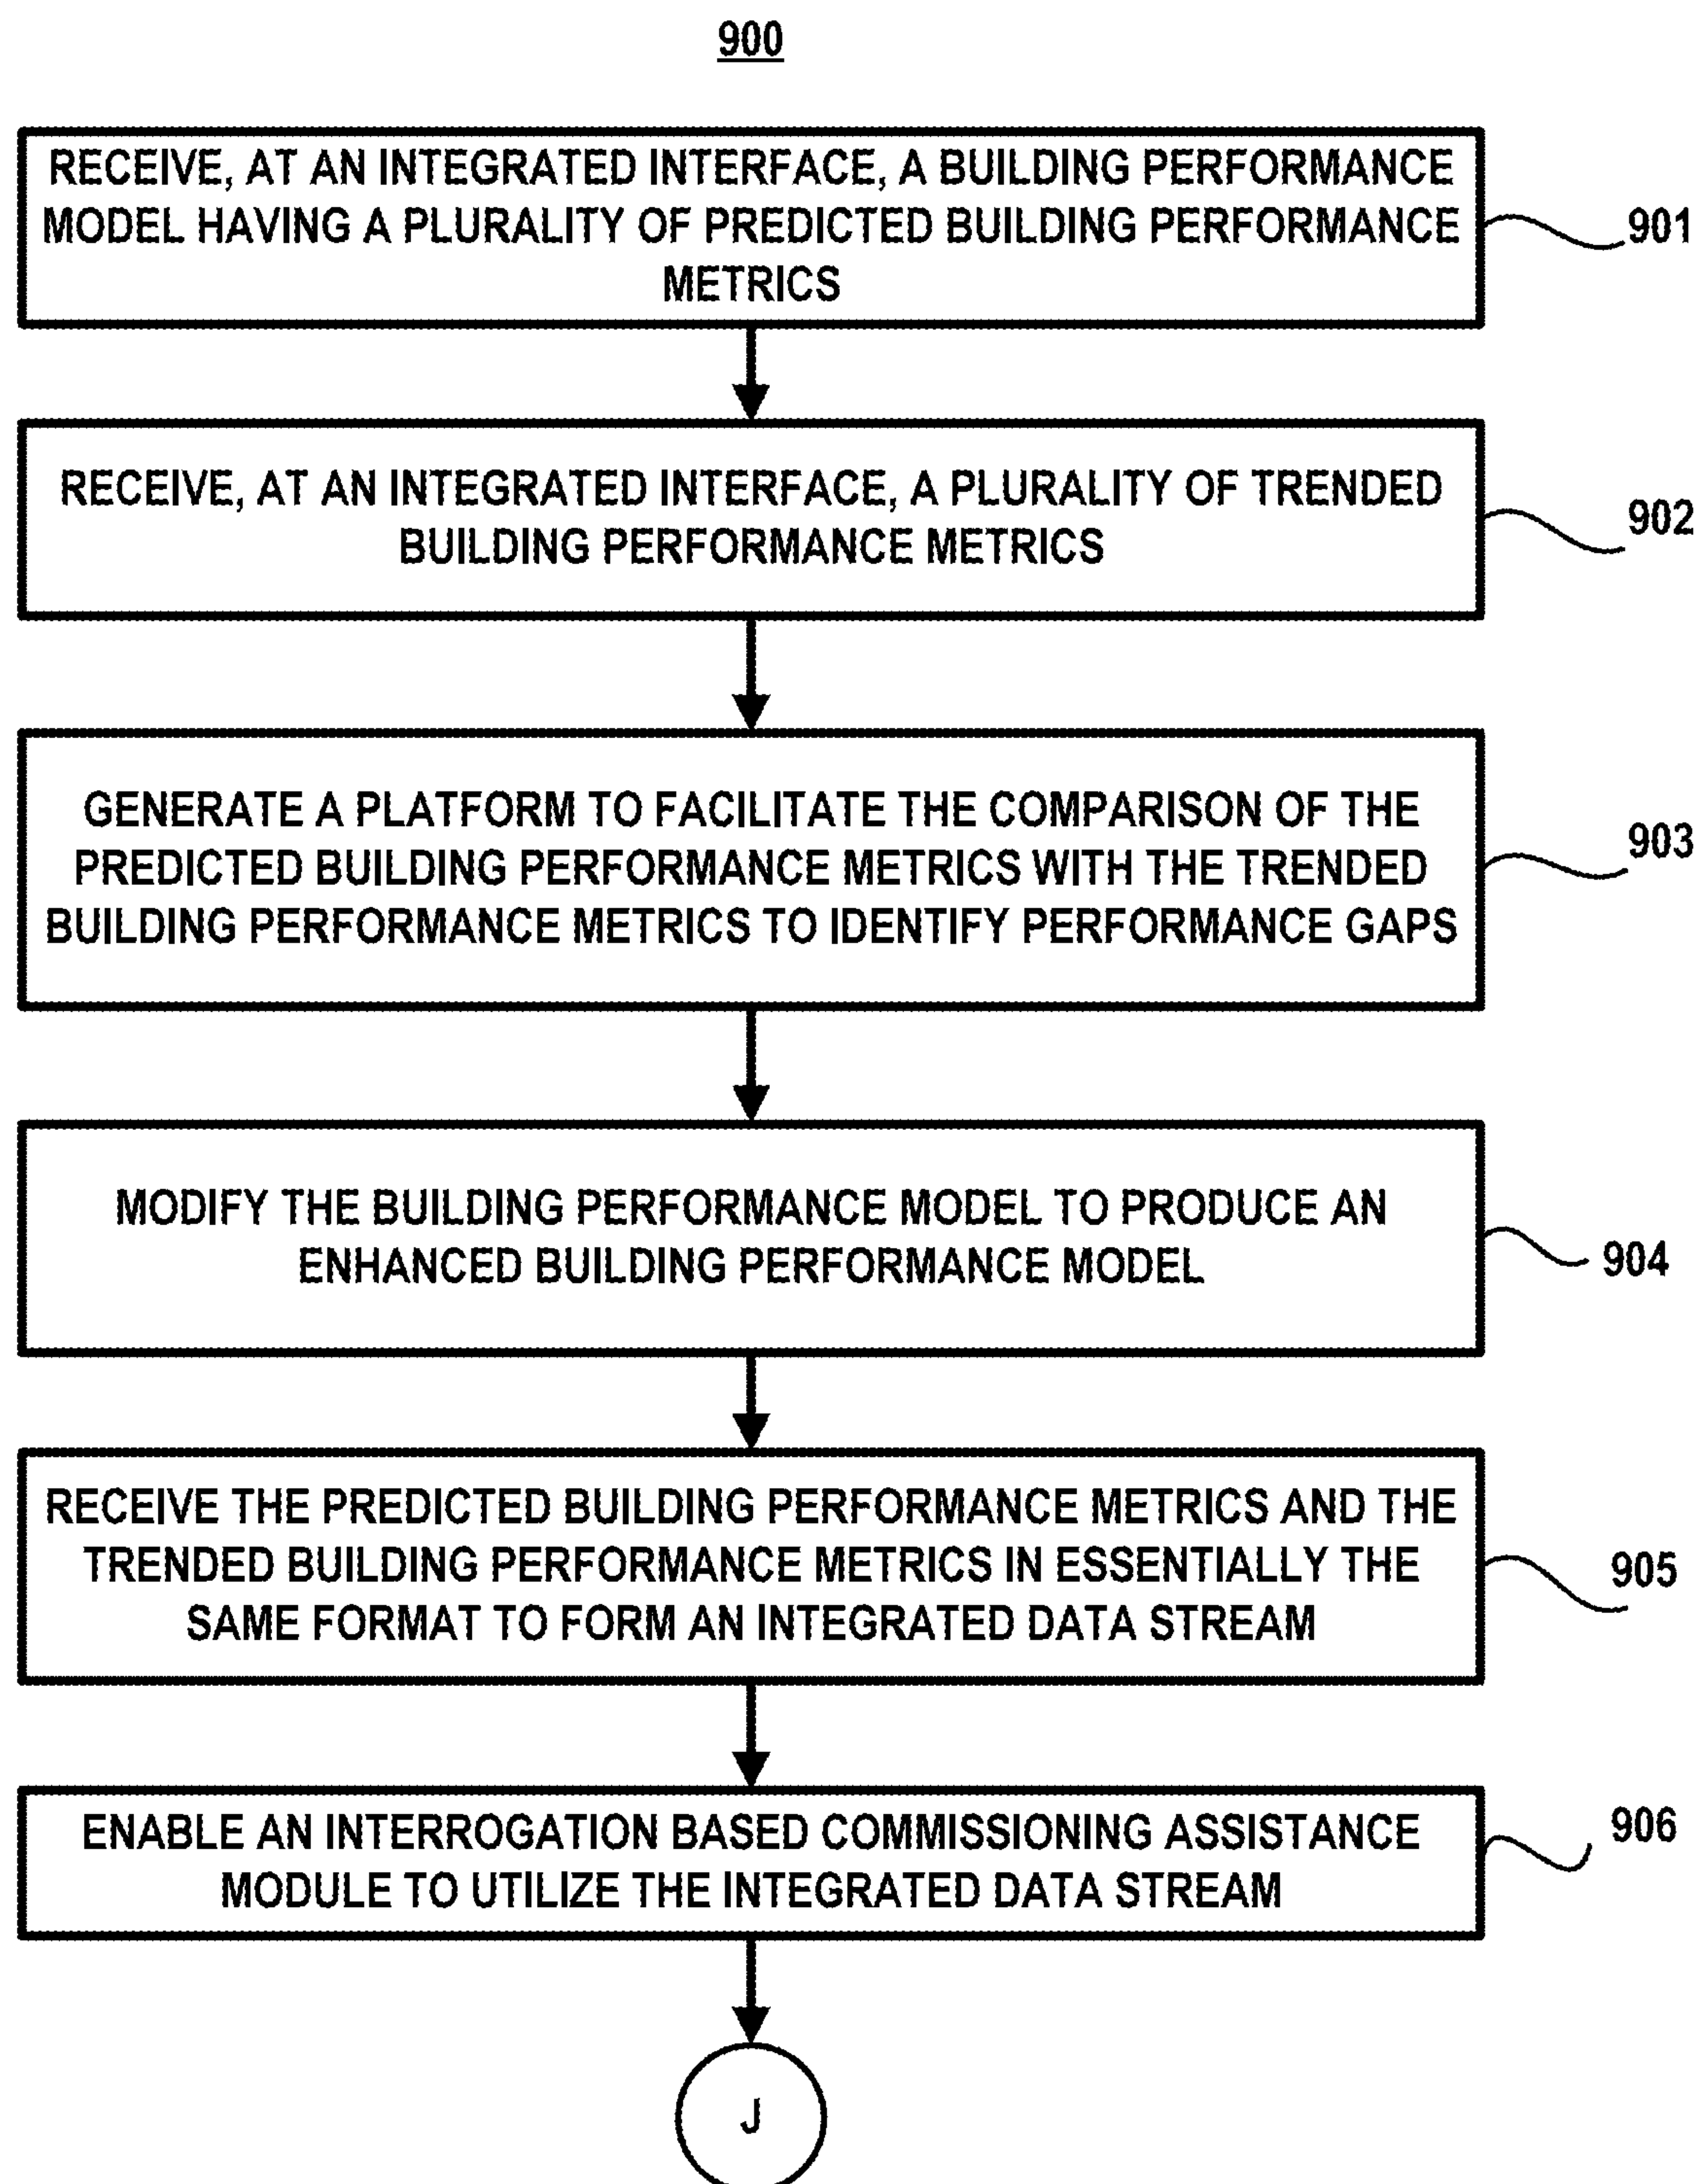 900
RECEIVE, AT AN INTEGRATED INTERFACE, A BUILDING PERFORMANCE
MODEL HAVING A PLURALITY OF PREDICTED BUILDING PERFORMANCE
METRICS
901
RECEIVE, AT AN INTEGRATED INTERFACE, A PLURALITY OF TRENDED
BUILDING PERFORMANCE METRICS
902
GENERATE A PLATFORM TO FACILITATE THE COMPARISON OF THE
PREDICTED BUILDING PERFORMANCE METRICS WITH THE TRENDED
BUILDING PERFORMANCE METRICS TO IDENTIFY PERFORMANCE GAPS
903
MODIFY THE BUILDING PERFORMANCE MODEL TO PRODUCE AN
ENHANCED BUILDING PERFORMANCE MODEL
904
RECEIVE THE PREDICTED BUILDING PERFORMANCE METRICS AND THE
TRENDED BUILDING PERFORMANCE METRICS IN ESSENTIALLY THE
SAME FORMAT TO FORM AN INTEGRATED DATA STREAM
905
ENABLE AN INTERROGATION BASED COMMISSIONING ASSISTANCE
MODULE TO UTILIZE THE INTEGRATED DATA STREAM
906
J